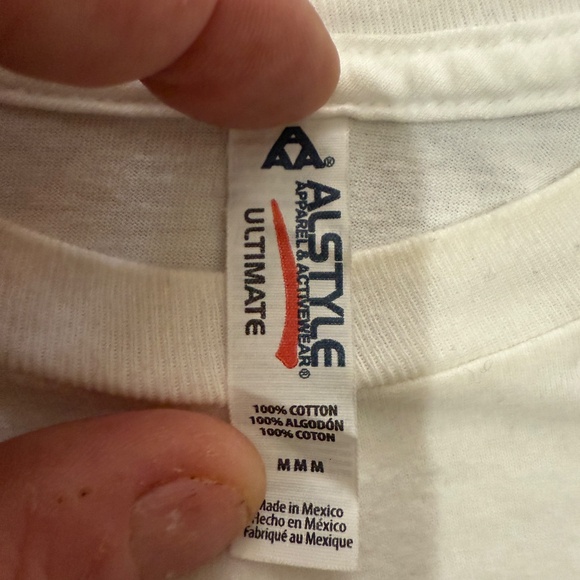 AAA®
ALSTYLE
APPAREL & ACTIVEWEAR®
ULTIMATE
100% COTTON
100% ALGODÓN
100% COTON
M M M
Made in Mexico
Hecho en México
Fabriqué au Mexique